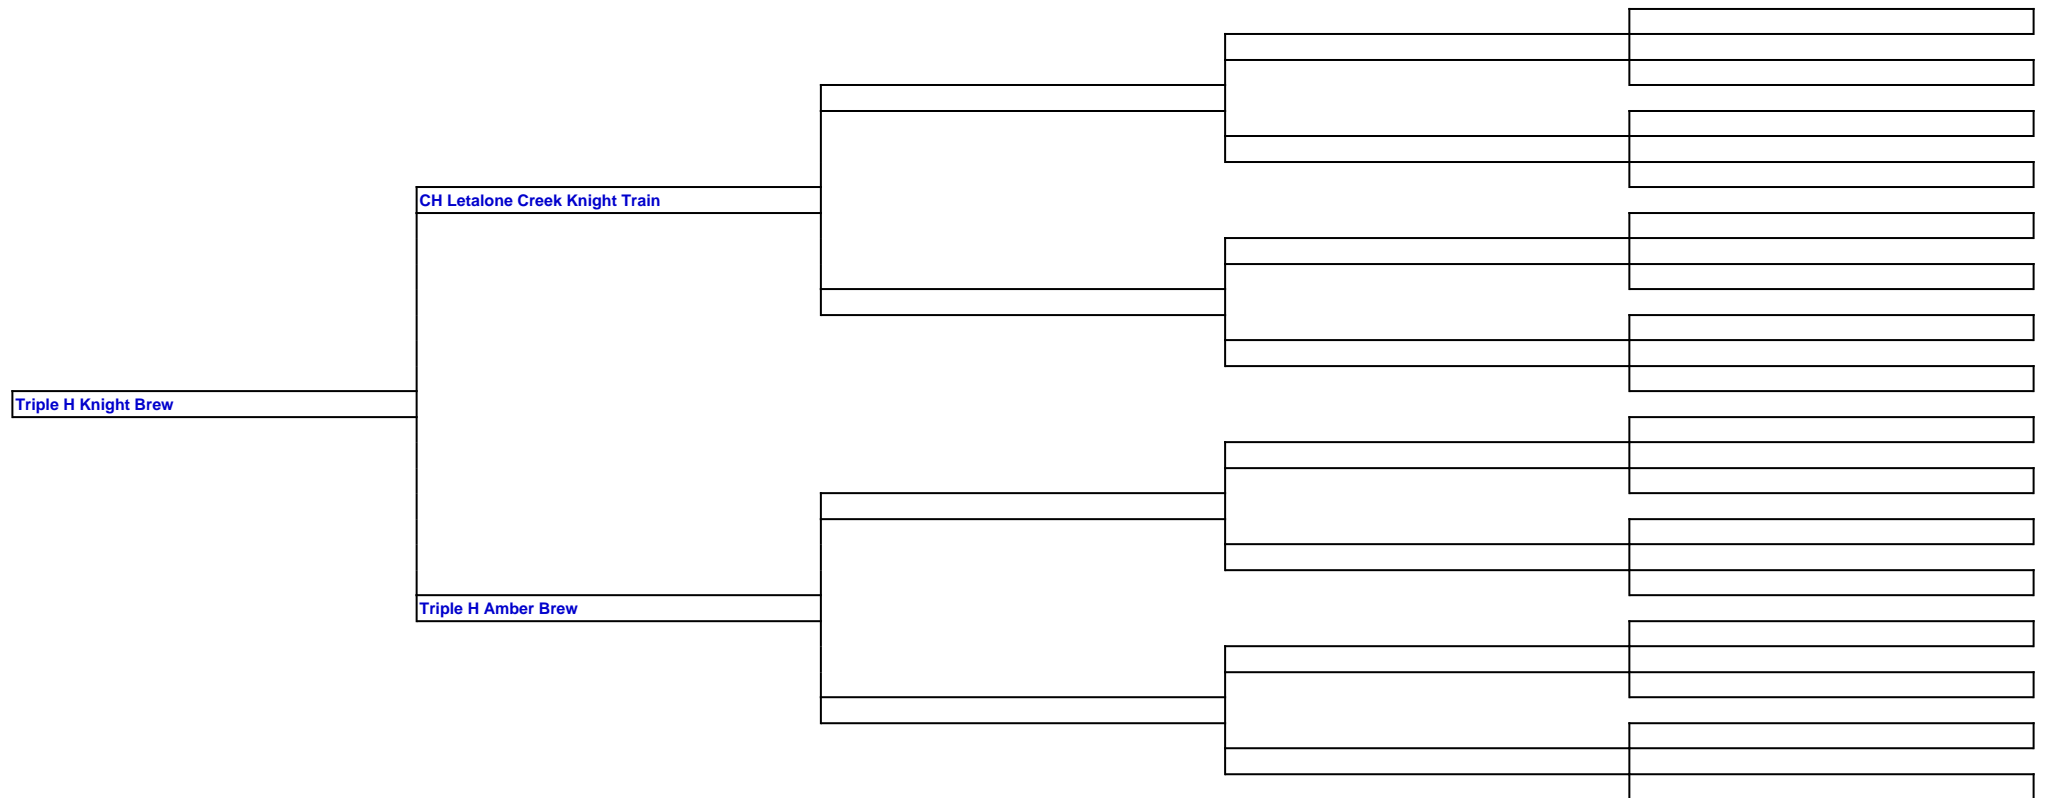 CH Letalone Creek Knight Train
Triple H Knight Brew
Triple H Amber Brew